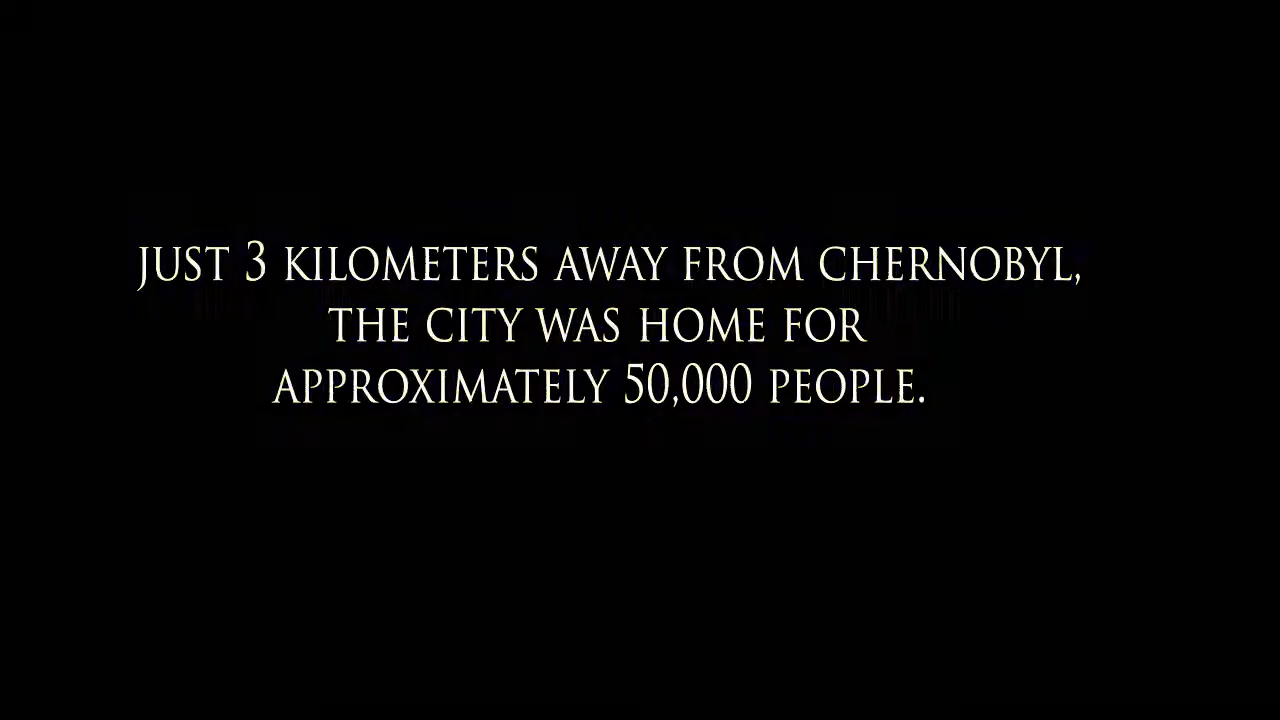 JUST 3 KILOMETERS AWAY FROM CHERNOBYL,
THE CITY WAS HOME FOR
APPROXIMATELY 50,000 PEOPLE.